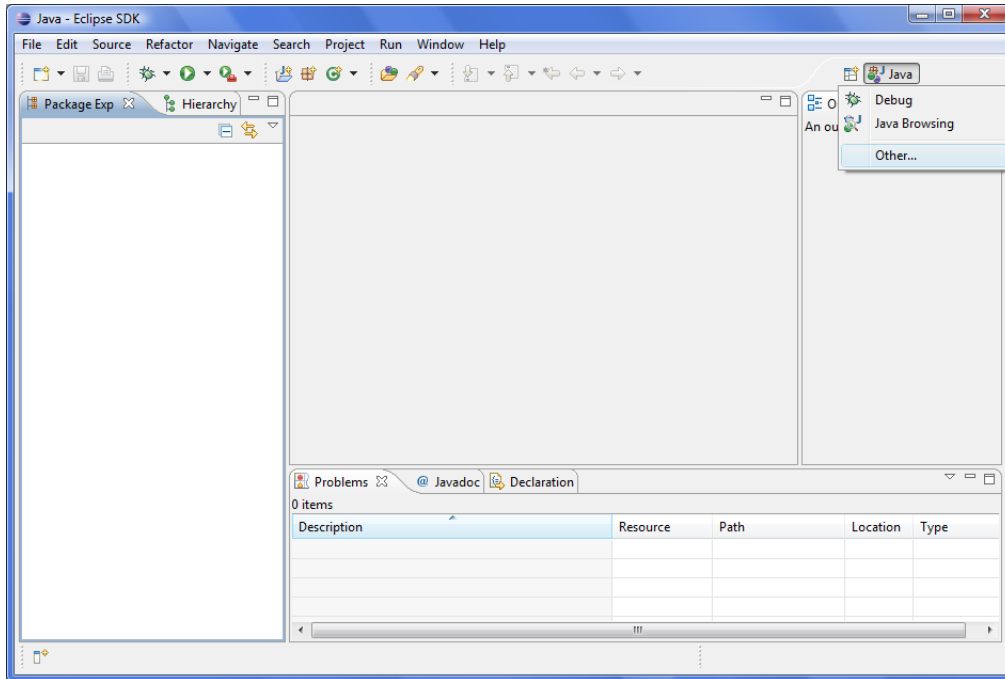 Java - Eclipse SDK
File Edit Source Refactor Navigate Search Project Run Window Help
Java
Package Exp Hierarchy
Debug
Java Browsing
Other...
An
Problems @ Javadoc Declaration
0 items
Description Resource Path Location Type